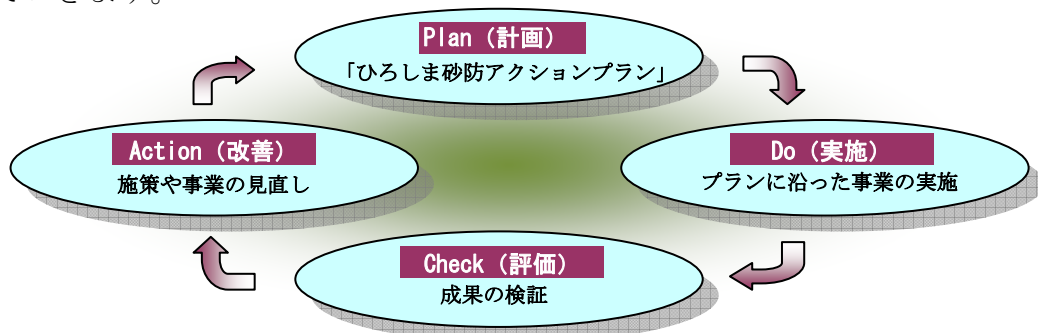 Plan（計画）
「ひろしま砂防アクションプラン」
Action（改善）
施策や事業の見直し
Do（実施）
プランに沿った事業の実施
Check（評価）
成果の検証